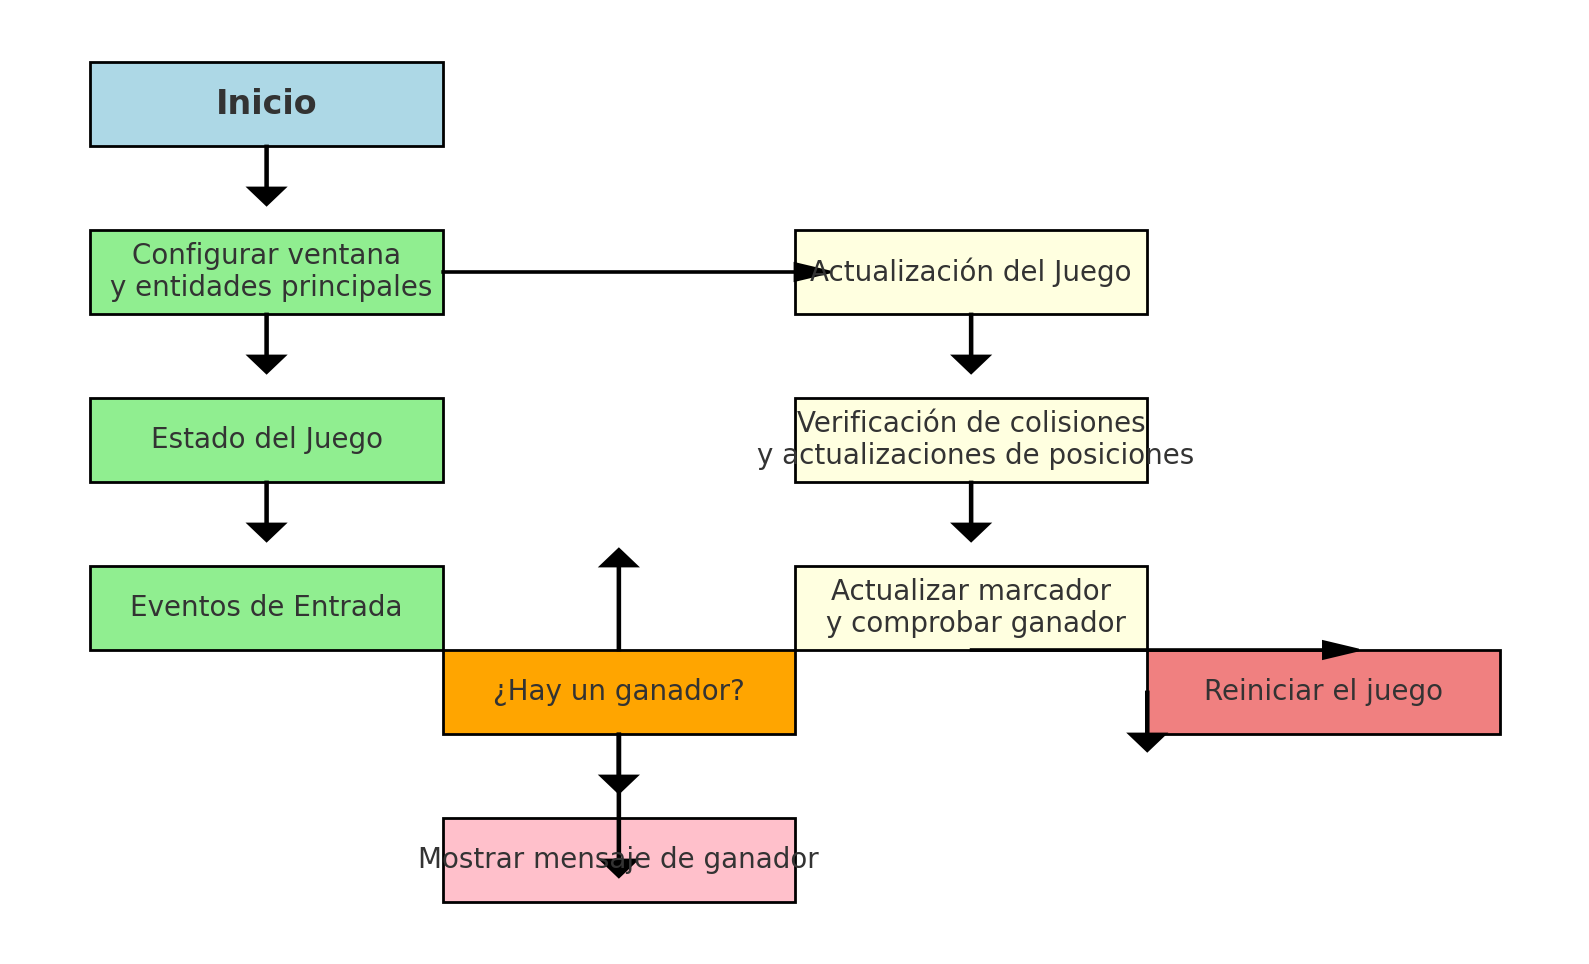 Inicio
Configurar ventana
y entidades principales
Actualización del Juego
Estado del Juego
Verificación de colisiones
y actualizaciones de posiciones
Eventos de Entrada
Actualizar marcador
y comprobar ganador
¿Hay un ganador?
Reiniciar el juego
Mostrar mensaje de ganador